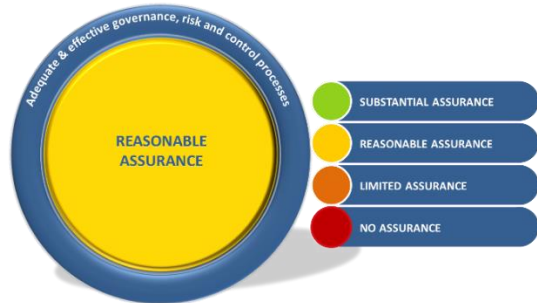 Adequate & effective governance, risk and control processes
REASONABLE
ASSURANCE
SUBSTANTIAL ASSURANCE
REASONABLE ASSURANCE
LIMITED ASSURANCE
NO ASSURANCE